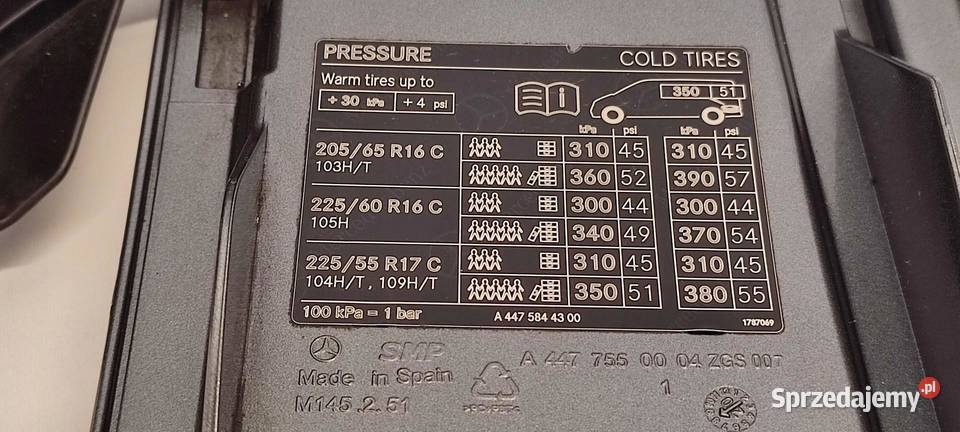 PRESSURE COLD TIRES
Warm tires up to
+ 30 kPa + 4 psi
350 51
kPa psi kPa psi
205/65 R16 C 310 45 310 45
103H/T
360 52 390 57
225/60 R16 C 300 44 300 44
105H
340 49 370 54
225/55 R17 C 310 45 310 45
104H/T , 109H/T 350 51 380 55
100 kPa = 1 bar A 447 584 43 00 1787069
SMP A 447 755 00 04 ZGS 007
Made in Spain 1
M145.2.51
Sprzedajemy.pl